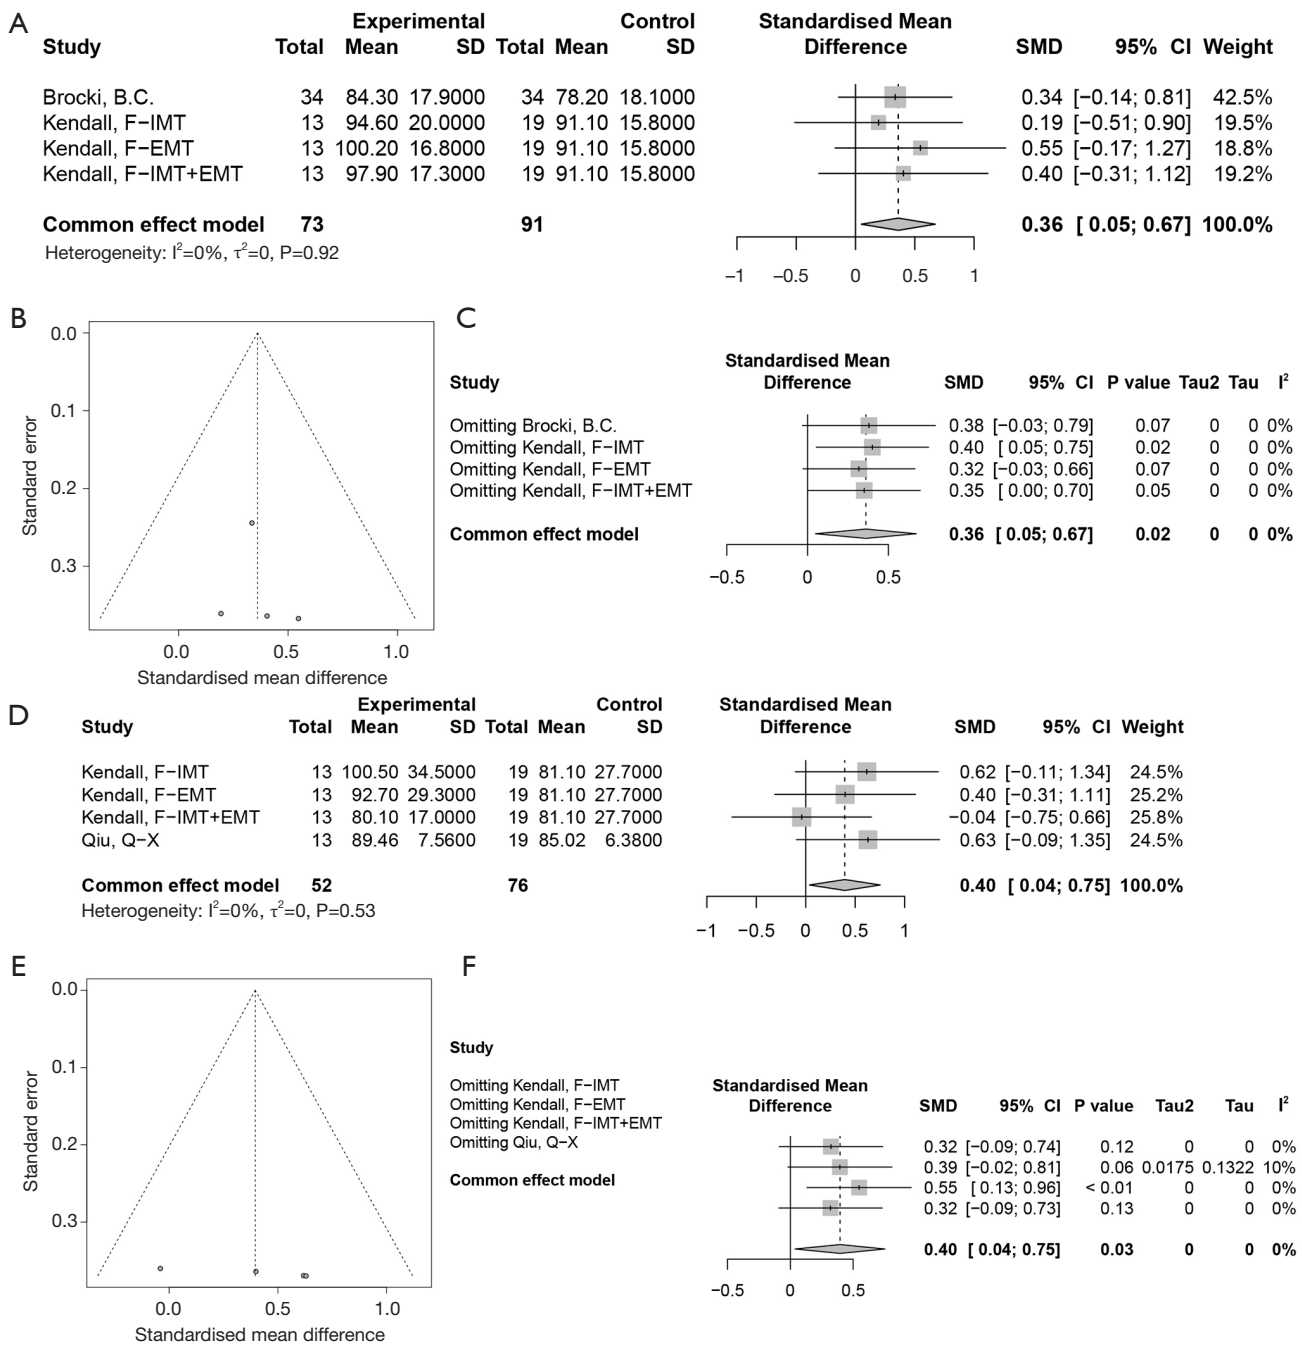 A
Experimental Control Standardised Mean
Study Total Mean SD Total Mean SD Difference SMD 95% CI Weight
Brocki, B.C. 34 84.30 17.9000 34 78.20 18.1000 0.34 [−0.14; 0.81] 42.5%
Kendall, F−IMT 13 94.60 20.0000 19 91.10 15.8000 0.19 [−0.51; 0.90] 19.5%
Kendall, F−EMT 13 100.20 16.8000 19 91.10 15.8000 0.55 [−0.17; 1.27] 18.8%
Kendall, F−IMT+EMT 13 97.90 17.3000 19 91.10 15.8000 0.40 [−0.31; 1.12] 19.2%
Common effect model 73 91 0.36 [ 0.05; 0.67] 100.0%
Heterogeneity: I²=0%, τ²=0, P=0.92
−1 −0.5 0 0.5 1
B
0.0
0.1
0.2
0.3
Standard error
0.0 0.5 1.0
Standardised mean difference
C
Standardised Mean
Study Difference SMD 95% CI P value Tau2 Tau I²
Omitting Brocki, B.C. 0.38 [−0.03; 0.79] 0.07 0 0 0%
Omitting Kendall, F−IMT 0.40 [ 0.05; 0.75] 0.02 0 0 0%
Omitting Kendall, F−EMT 0.32 [−0.03; 0.66] 0.07 0 0 0%
Omitting Kendall, F−IMT+EMT 0.35 [ 0.00; 0.70] 0.05 0 0 0%
Common effect model 0.36 [ 0.05; 0.67] 0.02 0 0 0%
−0.5 0 0.5
D
Experimental Control Standardised Mean
Study Total Mean SD Total Mean SD Difference SMD 95% CI Weight
Kendall, F−IMT 13 100.50 34.5000 19 81.10 27.7000 0.62 [−0.11; 1.34] 24.5%
Kendall, F−EMT 13 92.70 29.3000 19 81.10 27.7000 0.40 [−0.31; 1.11] 25.2%
Kendall, F−IMT+EMT 13 80.10 17.0000 19 81.10 27.7000 −0.04 [−0.75; 0.66] 25.8%
Qiu, Q−X 13 89.46 7.5600 19 85.02 6.3800 0.63 [−0.09; 1.35] 24.5%
Common effect model 52 76 0.40 [ 0.04; 0.75] 100.0%
Heterogeneity: I²=0%, τ²=0, P=0.53
−1 −0.5 0 0.5 1
E
0.0
0.1
0.2
0.3
Standard error
0.0 0.5 1.0
Standardised mean difference
F
Study
Omitting Kendall, F−IMT
Omitting Kendall, F−EMT
Omitting Kendall, F−IMT+EMT
Omitting Qiu, Q−X
Common effect model
Standardised Mean
Difference SMD 95% CI P value Tau2 Tau I²
0.32 [−0.09; 0.74] 0.12 0 0 0%
0.39 [−0.02; 0.81] 0.06 0.0175 0.1322 10%
0.55 [ 0.13; 0.96] < 0.01 0 0 0%
0.32 [−0.09; 0.73] 0.13 0 0 0%
0.40 [ 0.04; 0.75] 0.03 0 0 0%
−0.5 0 0.5